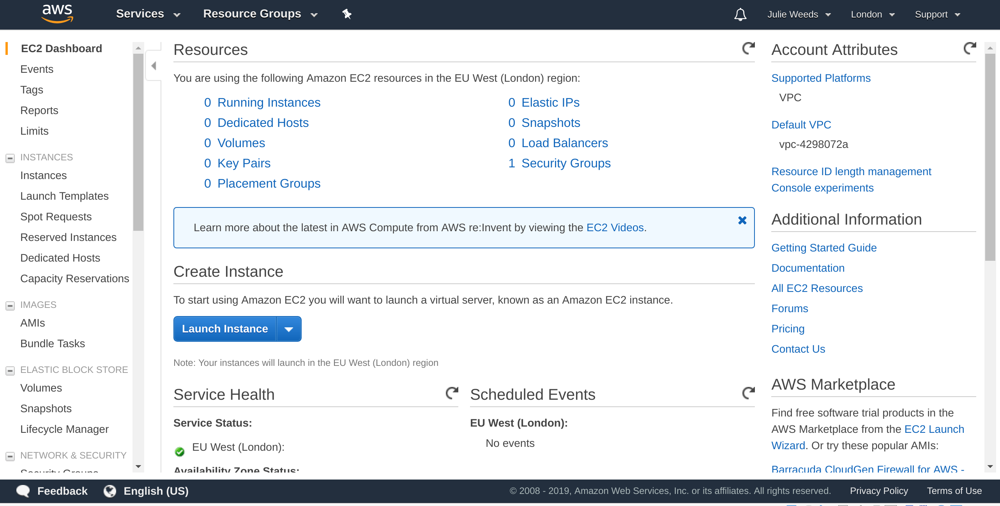 aws
Services
Resource Groups
Julie Weeds
London
Support
EC2 Dashboard
Events
Tags
Reports
Limits
INSTANCES
Instances
Launch Templates
Spot Requests
Reserved Instances
Dedicated Hosts
Capacity Reservations
IMAGES
AMIs
Bundle Tasks
ELASTIC BLOCK STORE
Volumes
Snapshots
Lifecycle Manager
NETWORK & SECURITY
Security Groups
Resources
You are using the following Amazon EC2 resources in the EU West (London) region:
0 Running Instances
0 Dedicated Hosts
0 Volumes
0 Key Pairs
0 Placement Groups
0 Elastic IPs
0 Snapshots
0 Load Balancers
1 Security Groups
Learn more about the latest in AWS Compute from AWS re:Invent by viewing the EC2 Videos.
Create Instance
To start using Amazon EC2 you will want to launch a virtual server, known as an Amazon EC2 instance.
Launch Instance
Note: Your instances will launch in the EU West (London) region
Service Health
Service Status:
EU West (London):
Availability Zone Status:
Scheduled Events
EU West (London):
No events
Account Attributes
Supported Platforms
VPC
Default VPC
vpc-4298072a
Resource ID length management
Console experiments
Additional Information
Getting Started Guide
Documentation
All EC2 Resources
Forums
Pricing
Contact Us
AWS Marketplace
Find free software trial products in the
AWS Marketplace from the EC2 Launch
Wizard. Or try these popular AMIs:
Barracuda CloudGen Firewall for AWS -
Feedback
English (US)
© 2008 - 2019, Amazon Web Services, Inc. or its affiliates. All rights reserved.
Privacy Policy
Terms of Use